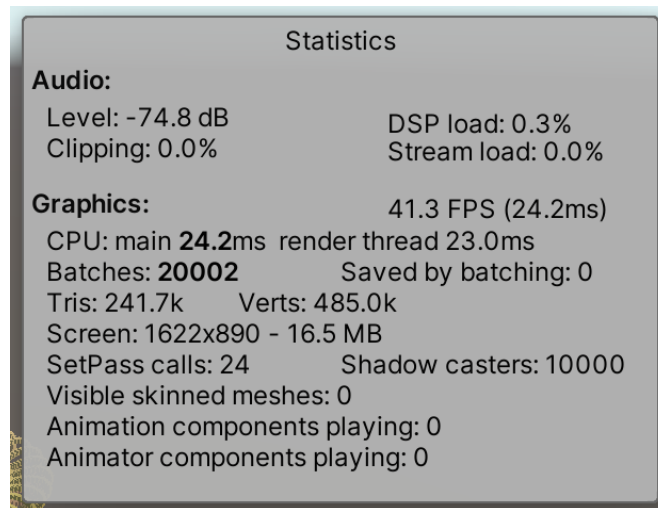 Statistics
Audio:
Level: -74.8 dB DSP load: 0.3%
Clipping: 0.0% Stream load: 0.0%
Graphics: 41.3 FPS (24.2ms)
CPU: main 24.2ms render thread 23.0ms
Batches: 20002 Saved by batching: 0
Tris: 241.7k Verts: 485.0k
Screen: 1622x890 - 16.5 MB
SetPass calls: 24 Shadow casters: 10000
Visible skinned meshes: 0
Animation components playing: 0
Animator components playing: 0